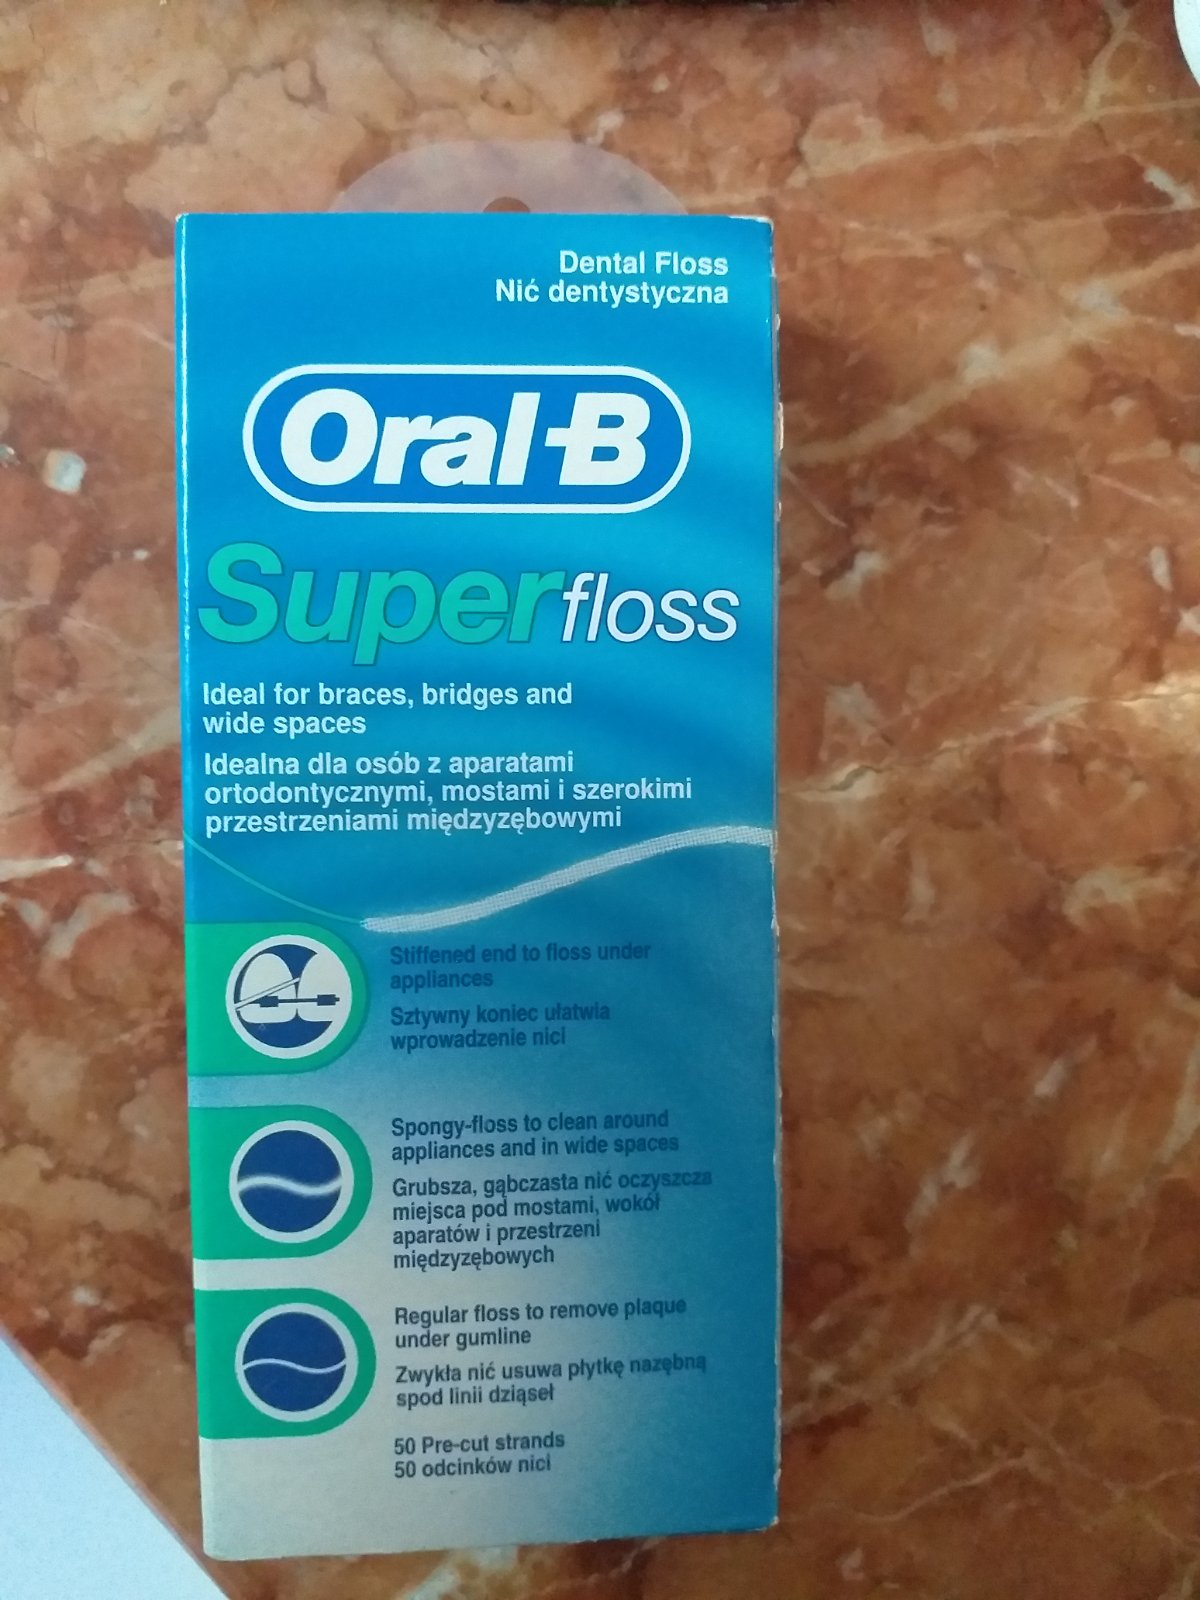 Dental Floss
Nić dentystyczna
Oral-B
Superfloss
Ideal for braces, bridges and
wide spaces
Idealna dla osób z aparatami
ortodontycznymi, mostami i szerokimi
przestrzeniami międzyzębowymi
Stiffened end to floss under
appliances
Sztywny koniec ułatwia
wprowadzenie nici
Spongy-floss to clean around
appliances and in wide spaces
Grubsza, gąbczasta nić oczyszcza
miejsca pod mostami, wokół
aparatów i przestrzeni
międzyzębowych
Regular floss to remove plaque
under gumline
Zwykła nić usuwa płytkę nazębną
spod linii dziąseł
50 Pre-cut strands
50 odcinków nici